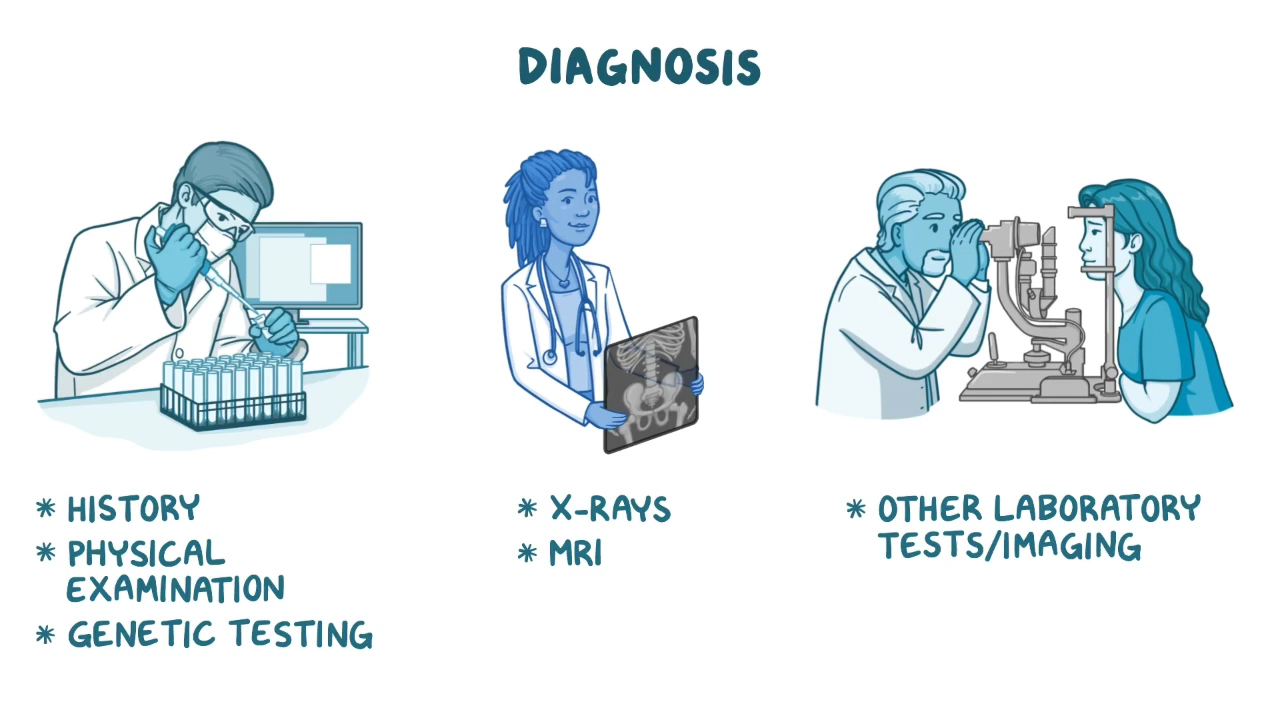 DIAGNOSIS
* HISTORY
* PHYSICAL
EXAMINATION
* GENETIC TESTING
* X-RAYS
* MRI
* OTHER LABORATORY
TESTS/IMAGING